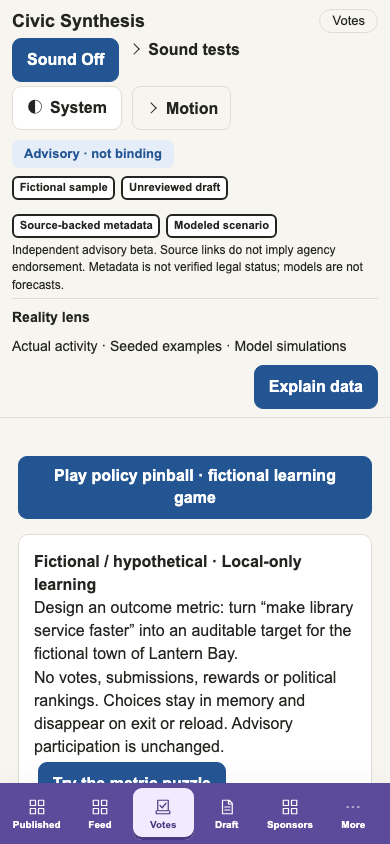 Civic Synthesis
Votes
Sound Off
Sound tests
System
Motion
Advisory · not binding
Fictional sample
Unreviewed draft
Source-backed metadata
Modeled scenario
Independent advisory beta. Source links do not imply agency
endorsement. Metadata is not verified legal status; models are not
forecasts.
Reality lens
Actual activity · Seeded examples · Model simulations
Explain data
Play policy pinball · fictional learning
game
Fictional / hypothetical · Local-only
learning
Design an outcome metric: turn “make library
service faster” into an auditable target for the
fictional town of Lantern Bay.
No votes, submissions, rewards or political
rankings. Choices stay in memory and
disappear on exit or reload. Advisory
participation is unchanged.
Try the metric puzzle
Published
Feed
Votes
Draft
Sponsors
More